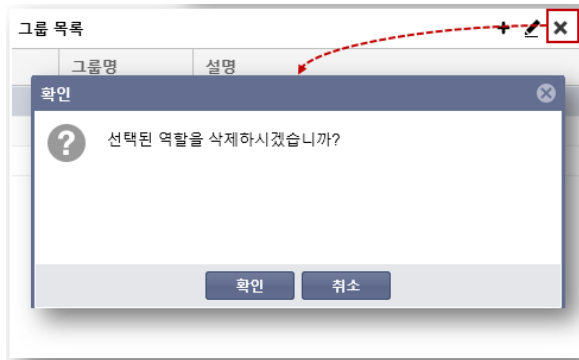 그룹 목록
그룹명 설명
확인
선택된 역할을 삭제하시겠습니까?
확인 취소